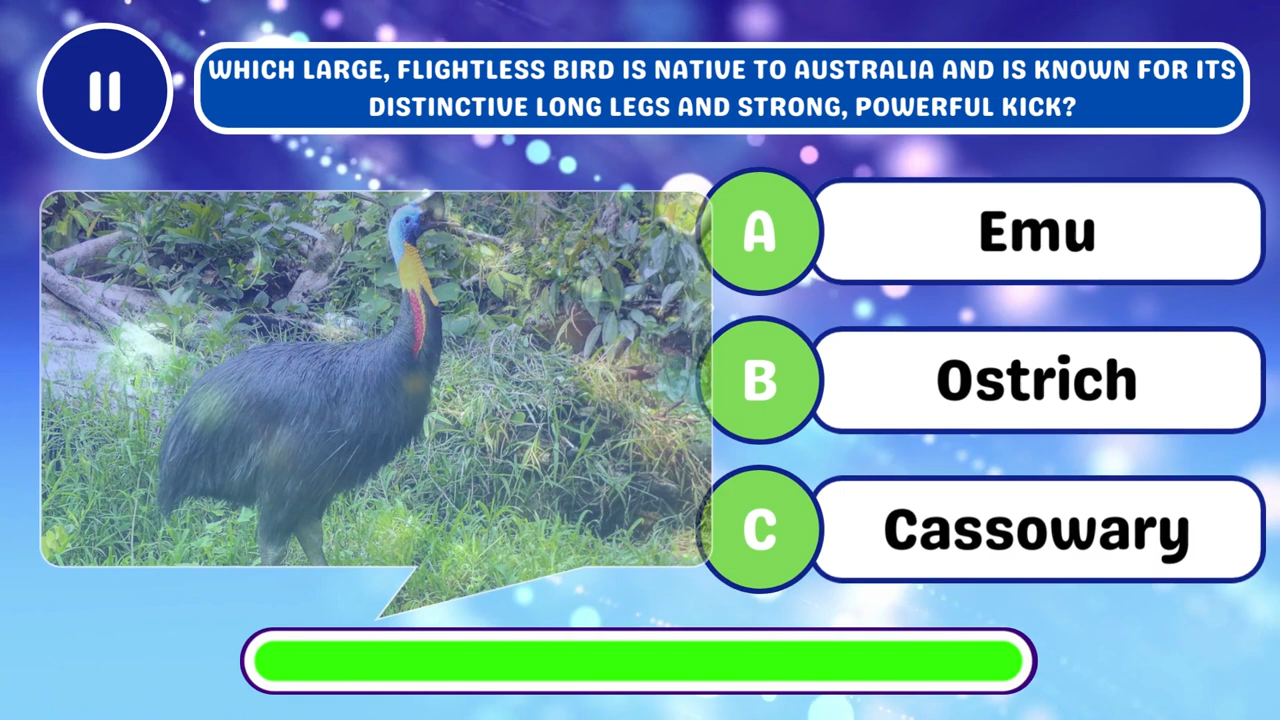 11
WHICH LARGE, FLIGHTLESS BIRD IS NATIVE TO AUSTRALIA AND IS KNOWN FOR ITS
DISTINCTIVE LONG LEGS AND STRONG, POWERFUL KICK?
A Emu
B Ostrich
C Cassowary